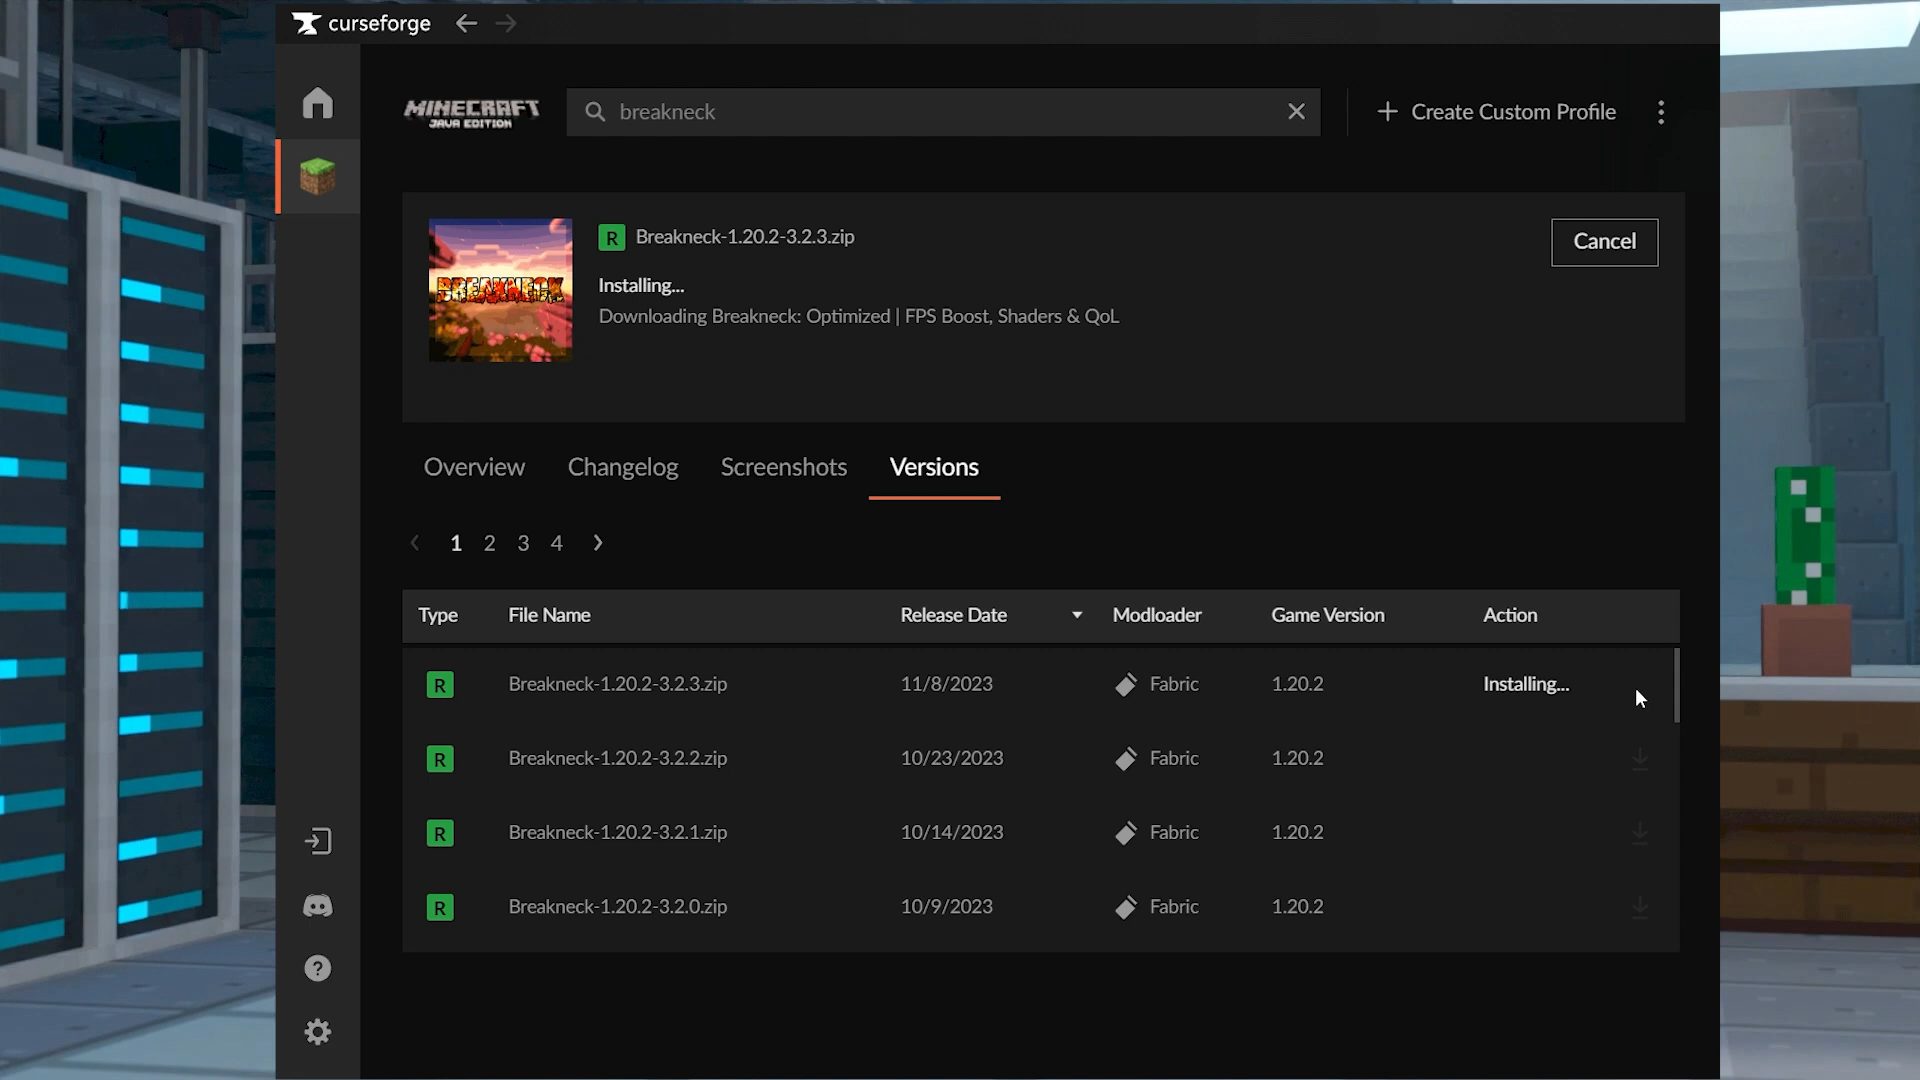 curseforge
MINECRAFT
JAVA EDITION
breakneck
Create Custom Profile
BREAKNECK
R Breakneck-1.20.2-3.2.3.zip
Cancel
Installing...
Downloading Breakneck: Optimized | FPS Boost, Shaders & QoL
Overview Changelog Screenshots Versions
1 2 3 4
Type File Name Release Date Modloader Game Version Action
R Breakneck-1.20.2-3.2.3.zip 11/8/2023 Fabric 1.20.2 Installing...
R Breakneck-1.20.2-3.2.2.zip 10/23/2023 Fabric 1.20.2
R Breakneck-1.20.2-3.2.1.zip 10/14/2023 Fabric 1.20.2
R Breakneck-1.20.2-3.2.0.zip 10/9/2023 Fabric 1.20.2